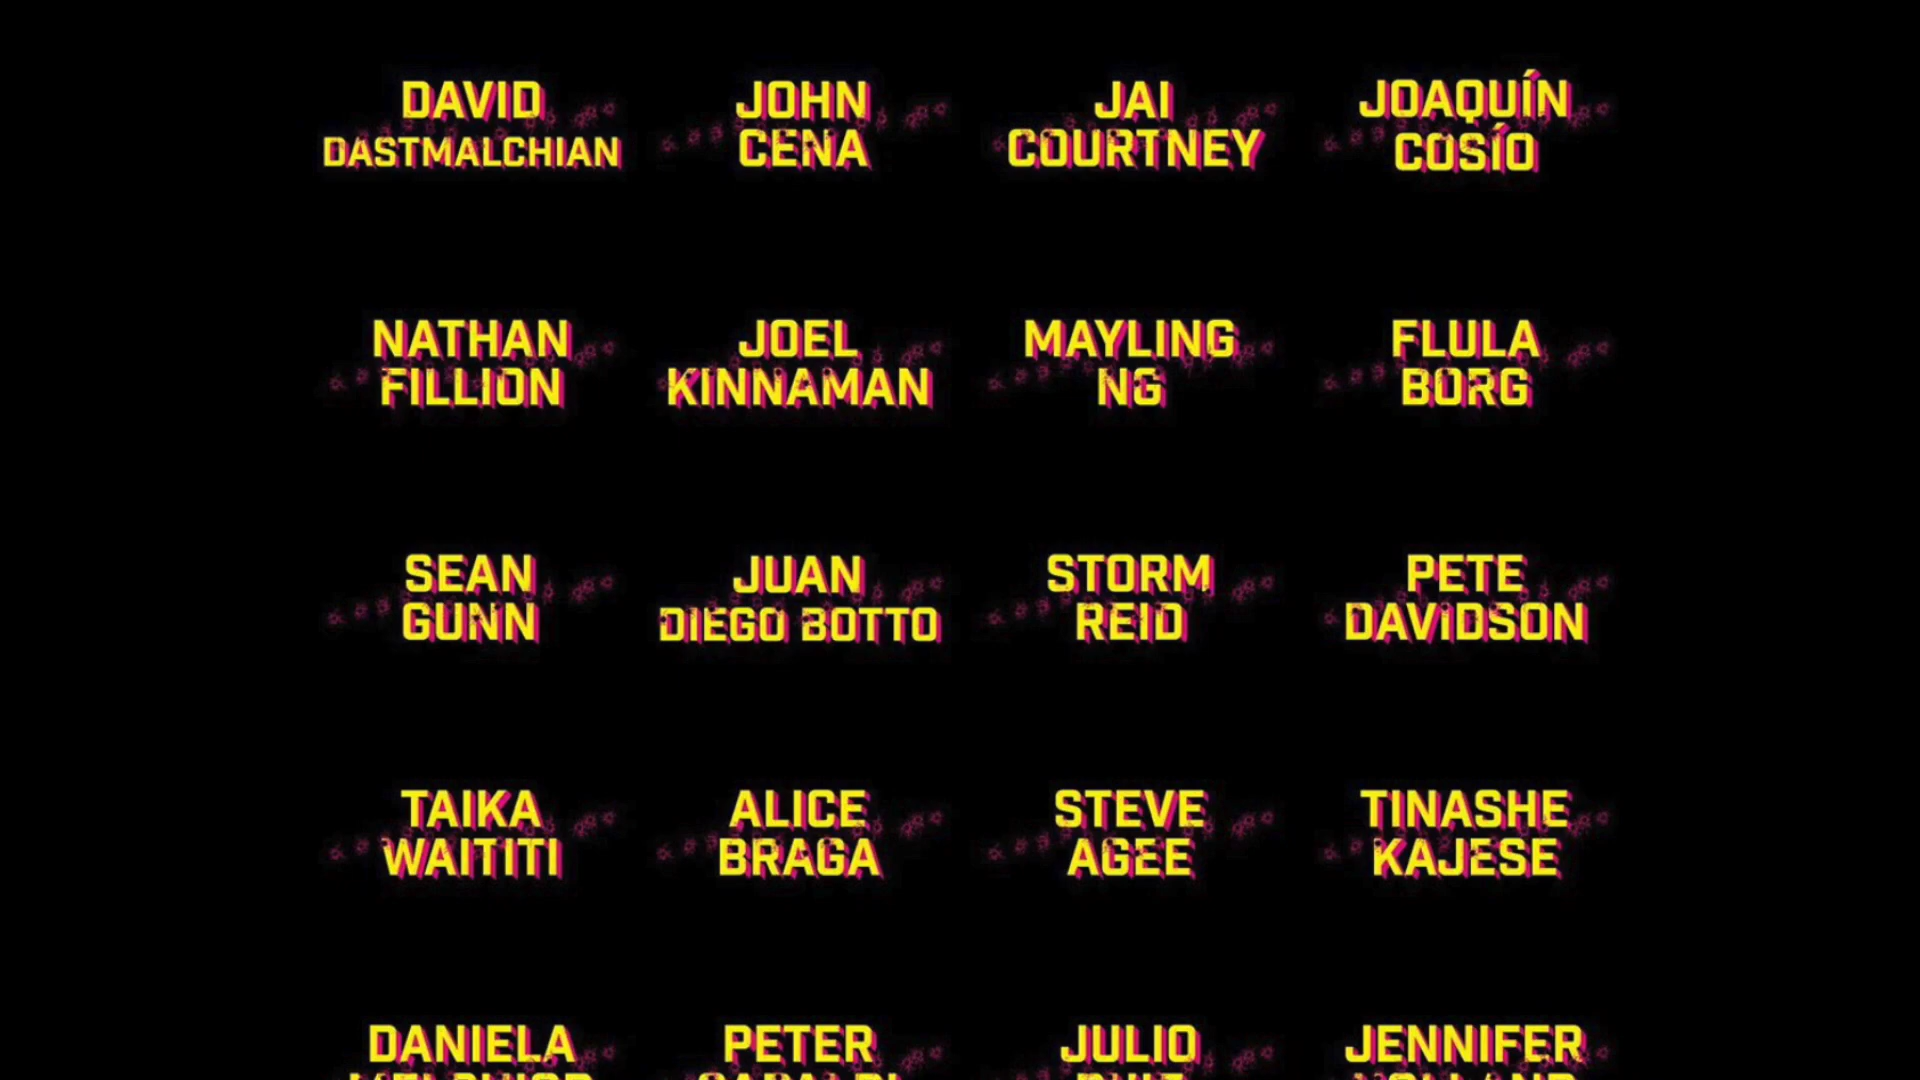 DAVID
DASTMALCHIAN
JOHN
CENA
JAI
COURTNEY
JOAQUÍN
COSÍO
NATHAN
FILLION
JOEL
KINNAMAN
MAYLING
NG
FLULA
BORG
SEAN
GUNN
JUAN
DIEGO BOTTO
STORM
REID
PETE
DAVIDSON
TAIKA
WAITITI
ALICE
BRAGA
STEVE
AGEE
TINASHE
KAJESE
DANIELA
PETER
JULIO
JENNIFER